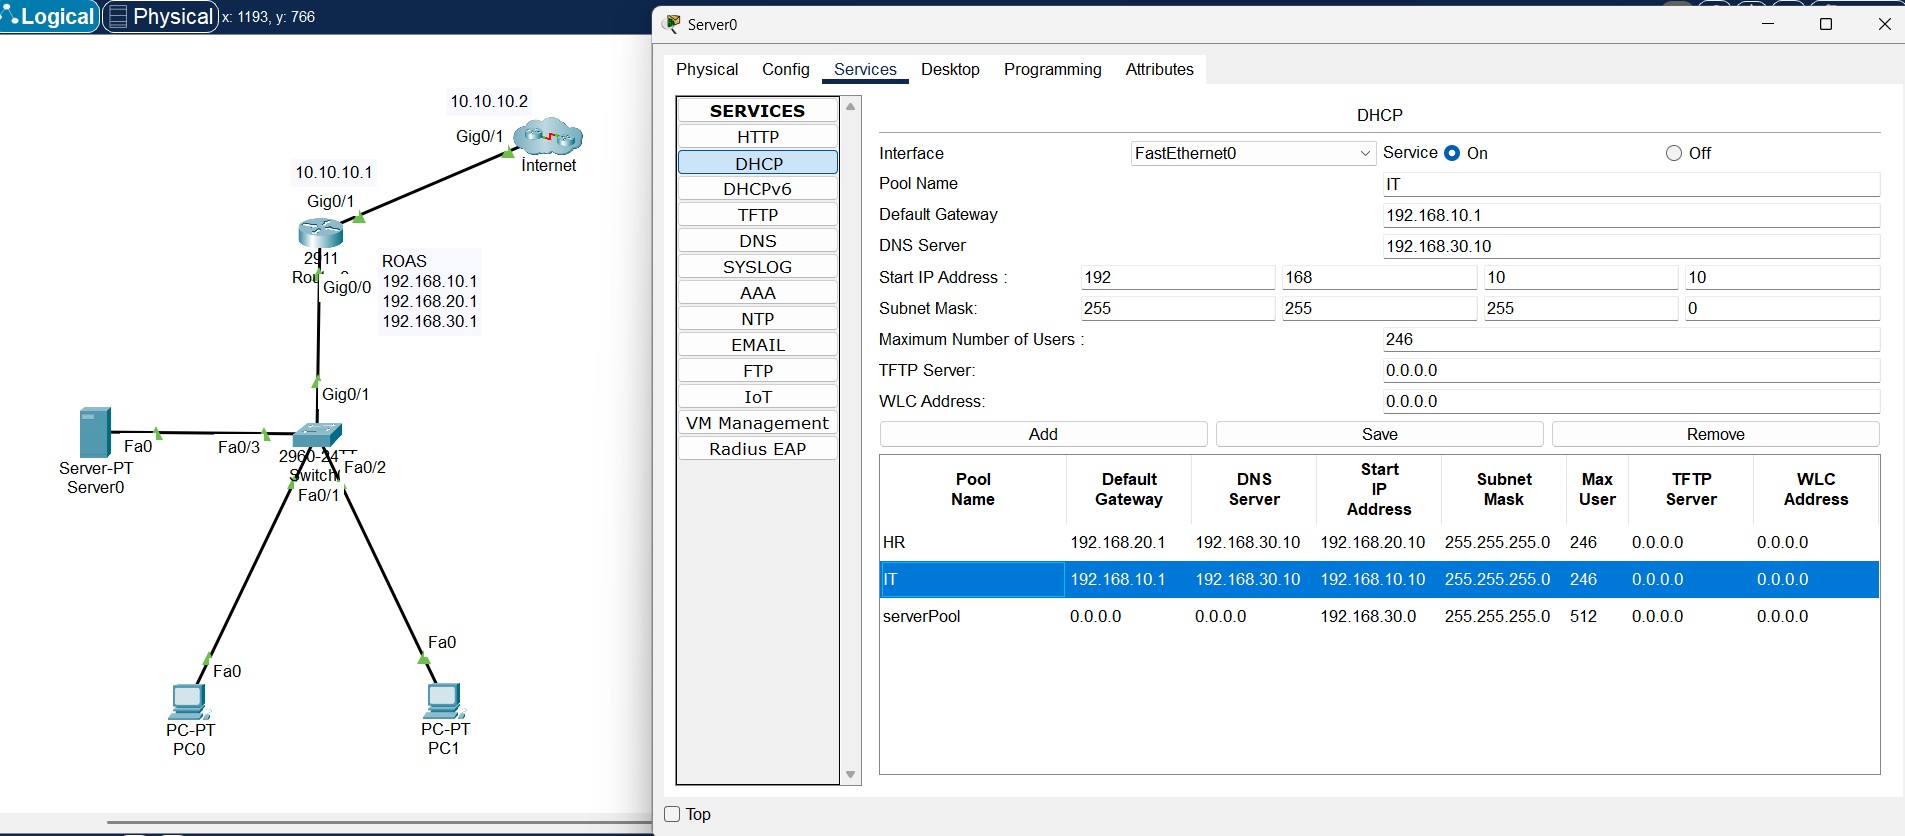 Logical Physical x: 1193, y: 766
10.10.10.2
Gig0/1
İnternet
10.10.10.1
Gig0/1
2911
Gig0/0
ROAS
192.168.10.1
192.168.20.1
192.168.30.1
Gig0/1
Fa0
Fa0/3
Server-PT
Server0
Switch
Fa0/2
Fa0/1
Fa0
Fa0
PC-PT
PC0
PC-PT
PC1
Server0
Physical Config Services Desktop Programming Attributes
SERVICES
HTTP
DHCP
DHCPv6
TFTP
DNS
SYSLOG
AAA
NTP
EMAIL
FTP
IoT
VM Management
Radius EAP
DHCP
Interface FastEthernet0 Service On Off
Pool Name IT
Default Gateway 192.168.10.1
DNS Server 192.168.30.10
Start IP Address : 192 168 10 10
Subnet Mask: 255 255 255 0
Maximum Number of Users : 246
TFTP Server: 0.0.0.0
WLC Address: 0.0.0.0
Add Save Remove
Pool Name Default Gateway DNS Server Start IP Address Subnet Mask Max User TFTP Server WLC Address
HR 192.168.20.1 192.168.30.10 192.168.20.10 255.255.255.0 246 0.0.0.0 0.0.0.0
IT 192.168.10.1 192.168.30.10 192.168.10.10 255.255.255.0 246 0.0.0.0 0.0.0.0
serverPool 0.0.0.0 0.0.0.0 192.168.30.0 255.255.255.0 512 0.0.0.0 0.0.0.0
Top